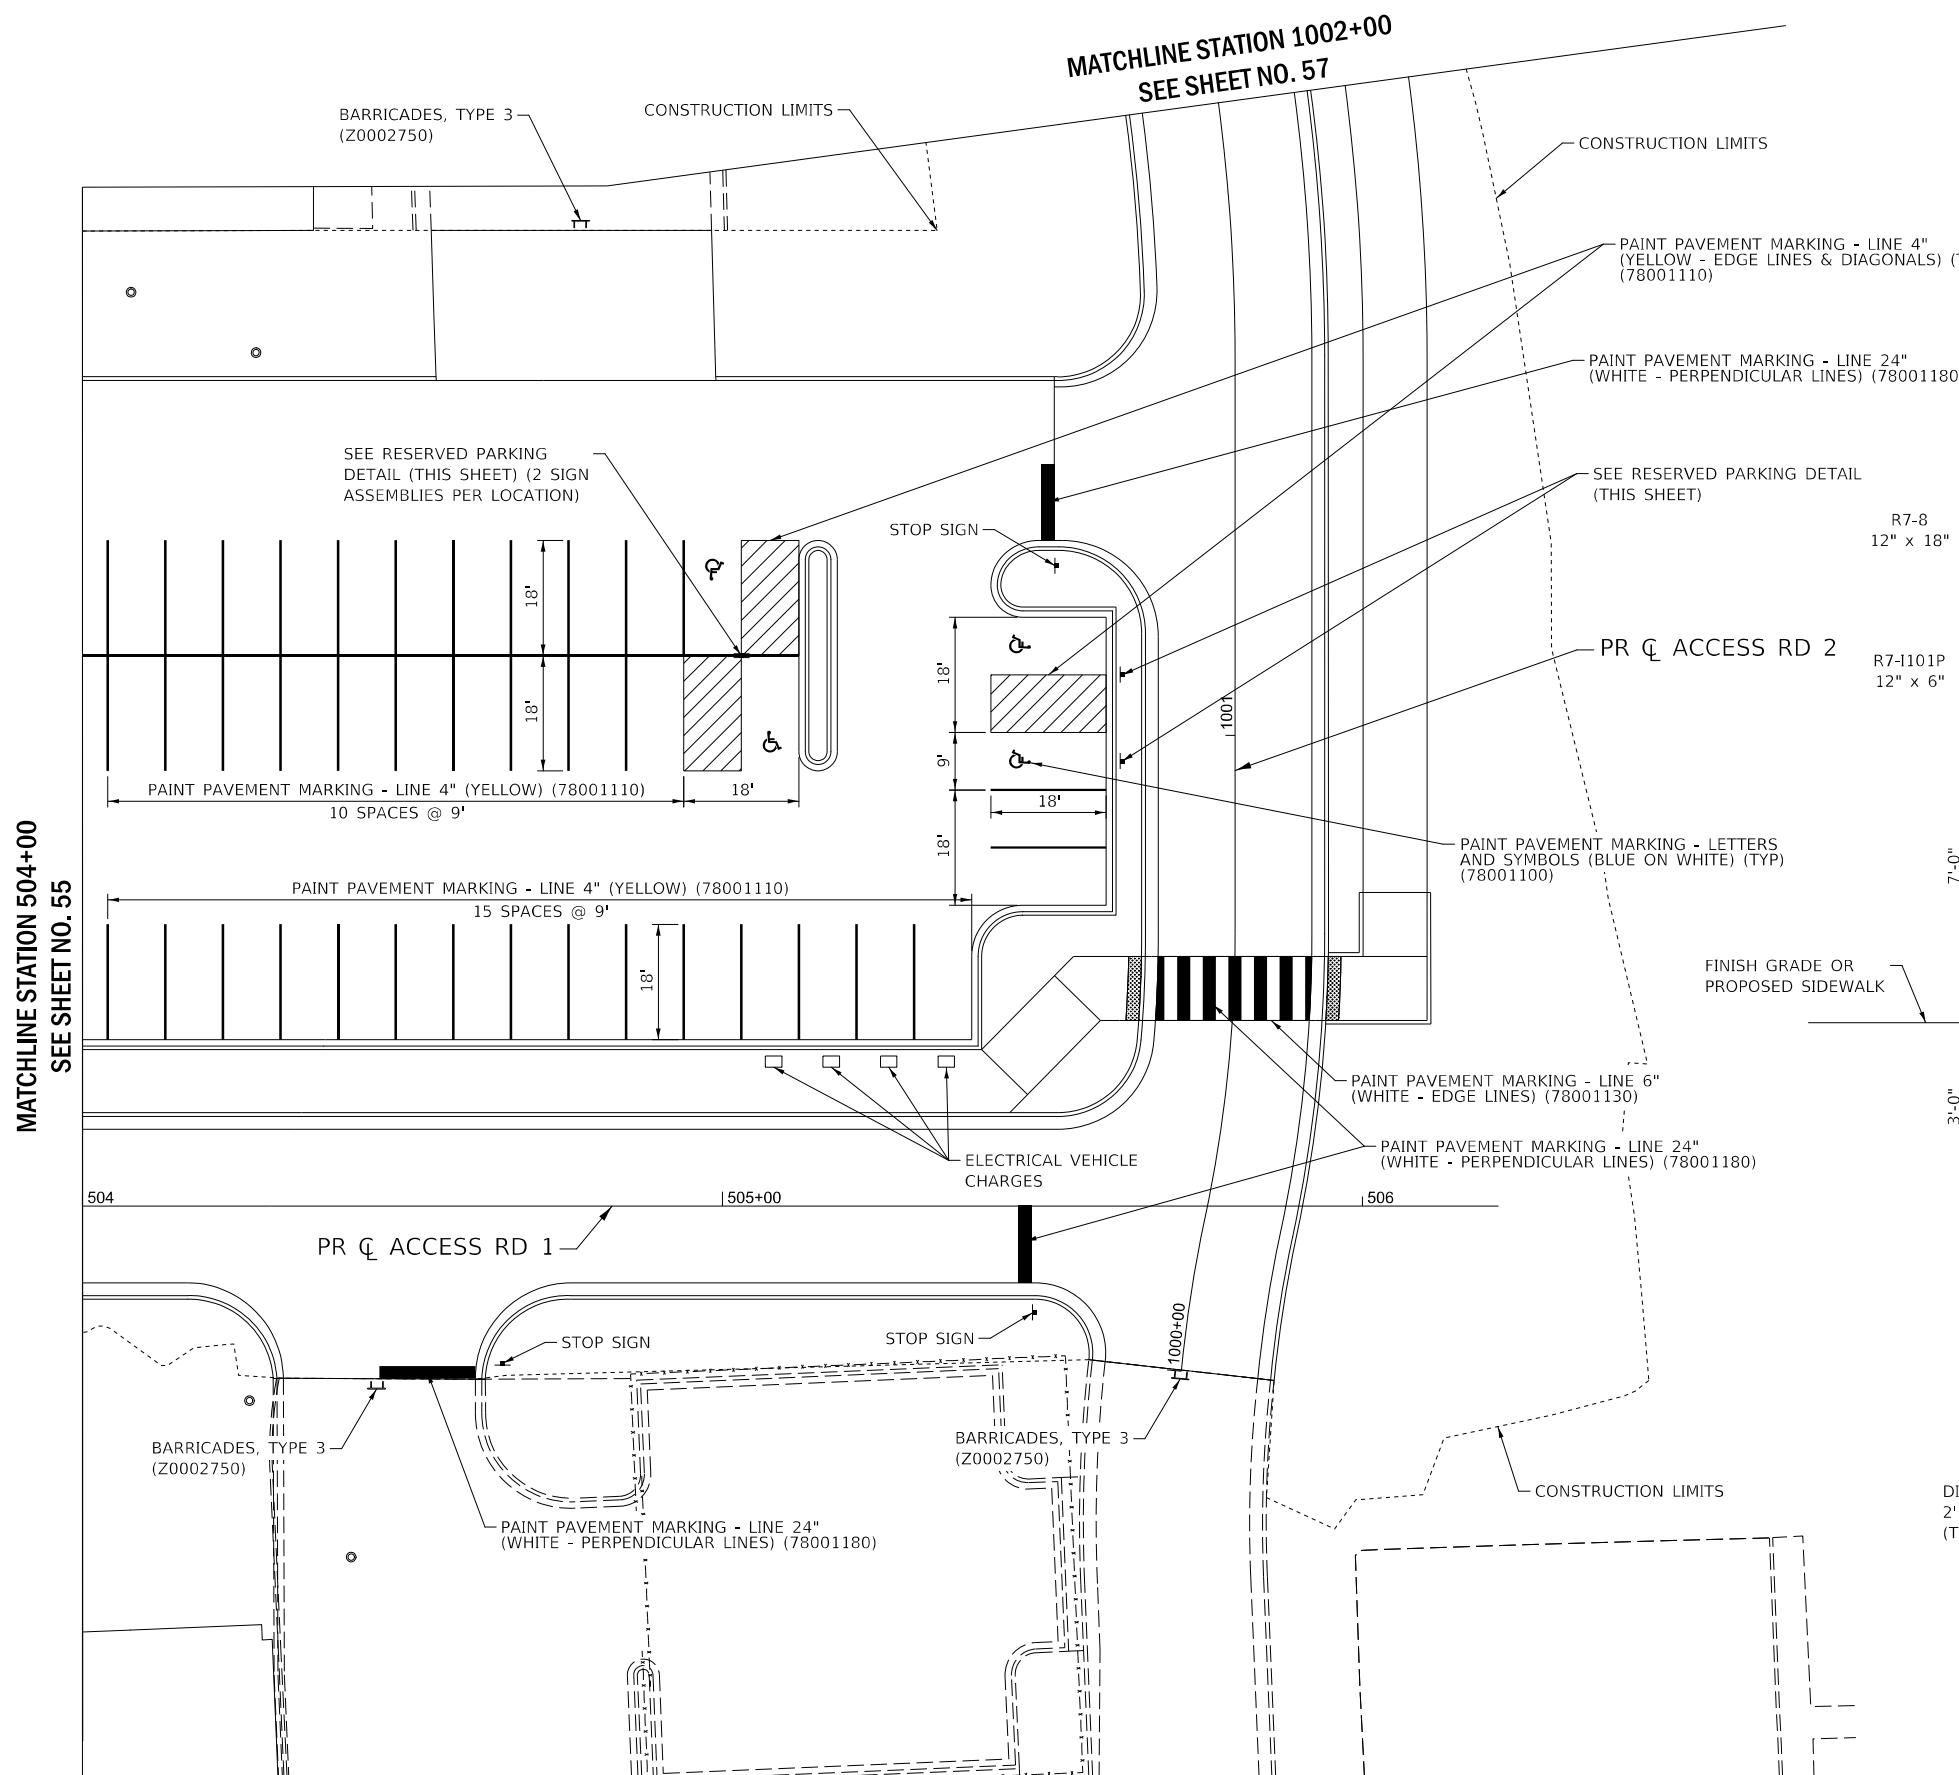 MATCHLINE STATION 1002+00
SEE SHEET NO. 57
BARRICADES, TYPE 3
(Z0002750)
CONSTRUCTION LIMITS
CONSTRUCTION LIMITS
PAINT PAVEMENT MARKING - LINE 4"
(YELLOW - EDGE LINES & DIAGONALS)
(78001110)
PAINT PAVEMENT MARKING - LINE 24"
(WHITE - PERPENDICULAR LINES) (78001180
SEE RESERVED PARKING
DETAIL (THIS SHEET) (2 SIGN
ASSEMBLIES PER LOCATION)
SEE RESERVED PARKING DETAIL
(THIS SHEET)
R7-8
12" x 18"
STOP SIGN
18'
18'
18'
9'
18'
18'
PR CL ACCESS RD 2
R7-I101P
12" x 6"
1001
PAINT PAVEMENT MARKING - LINE 4" (YELLOW) (78001110)
10 SPACES @ 9'
18'
MATCHLINE STATION 504+00
SEE SHEET NO. 55
PAINT PAVEMENT MARKING - LETTERS
AND SYMBOLS (BLUE ON WHITE) (TYP)
(78001100)
7'-0"
PAINT PAVEMENT MARKING - LINE 4" (YELLOW) (78001110)
15 SPACES @ 9'
18'
FINISH GRADE OR
PROPOSED SIDEWALK
PAINT PAVEMENT MARKING - LINE 6"
(WHITE - EDGE LINES) (78001130)
3'-0"
PAINT PAVEMENT MARKING - LINE 24"
(WHITE - PERPENDICULAR LINES) (78001180)
ELECTRICAL VEHICLE
CHARGES
504
505+00
506
PR CL ACCESS RD 1
STOP SIGN
STOP SIGN
1000+00
BARRICADES, TYPE 3
(Z0002750)
BARRICADES, TYPE 3
(Z0002750)
CONSTRUCTION LIMITS
PAINT PAVEMENT MARKING - LINE 24"
(WHITE - PERPENDICULAR LINES) (78001180)
2'